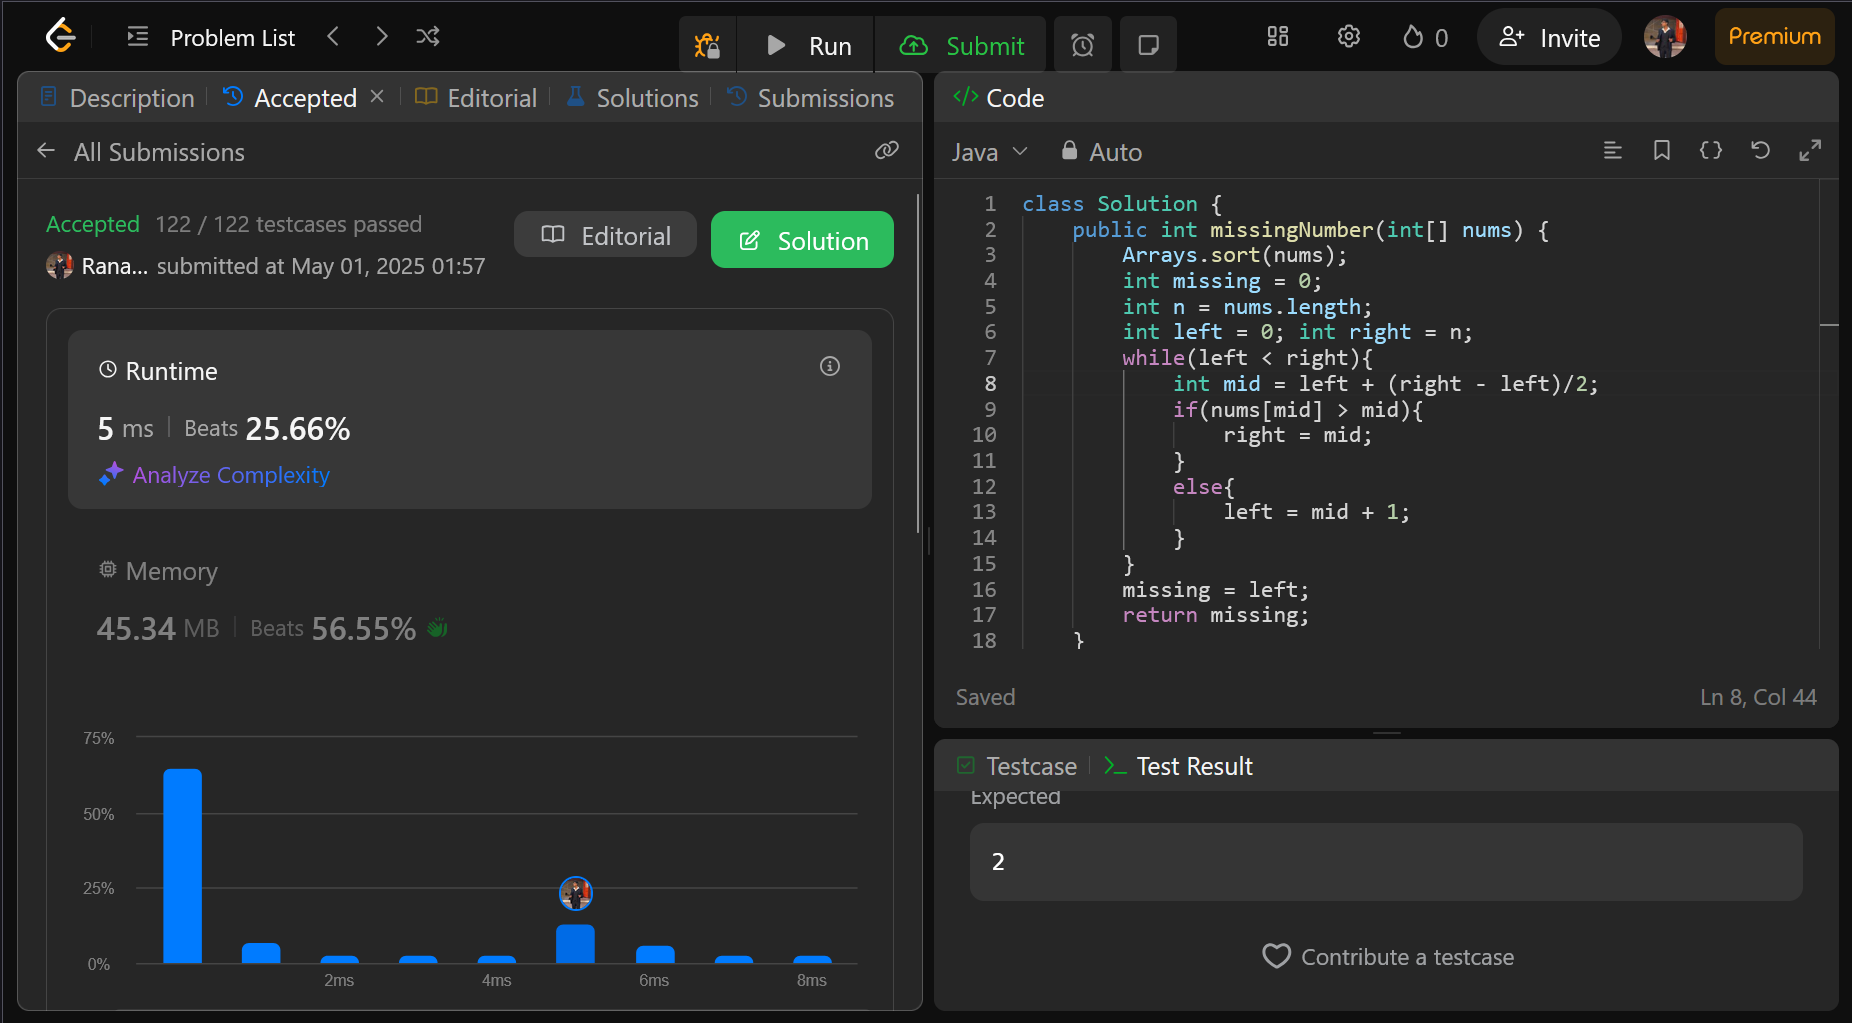 Problem List
Run
Submit
0
Invite
Premium
Description
Accepted
Editorial
Solutions
Submissions
All Submissions
Accepted 122 / 122 testcases passed
Rana... submitted at May 01, 2025 01:57
Editorial
Solution
Runtime
5 ms Beats 25.66%
Analyze Complexity
Memory
45.34 MB Beats 56.55%
75%
50%
25%
0%
2ms
4ms
6ms
8ms
Code
Java
Auto
1 class Solution {
2 public int missingNumber(int[] nums) {
3 Arrays.sort(nums);
4 int missing = 0;
5 int n = nums.length;
6 int left = 0; int right = n;
7 while(left < right){
8 int mid = left + (right - left)/2;
9 if(nums[mid] > mid){
10 right = mid;
11 }
12 else{
13 left = mid + 1;
14 }
15 }
16 missing = left;
17 return missing;
18 }
Saved
Ln 8, Col 44
Testcase
Test Result
Expected
2
Contribute a testcase